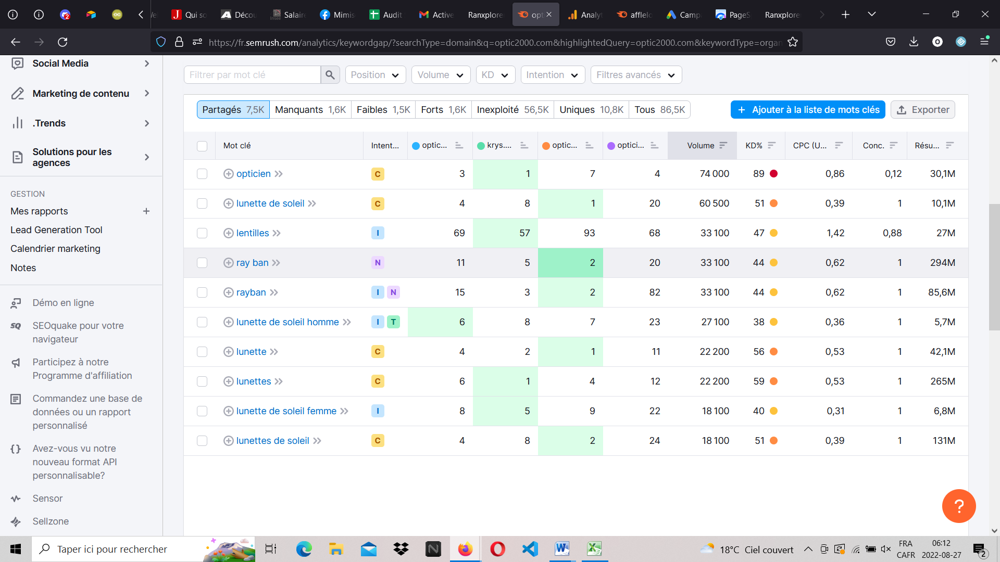 Qui so
Décou
Salaire
Mimis
Audit
Active
Ranxplore
opt
Analyt
afflelo
Camp
PageS
Ranxplore
https://fr.semrush.com/analytics/keywordgap/?searchType=domain&q=optic2000.com&highlightedQuery=optic2000.com&keywordType=organ
Social Media
Marketing de contenu
.Trends
Solutions pour les
agences
GESTION
Mes rapports
Lead Generation Tool
Calendrier marketing
Notes
Démo en ligne
SEOquake pour votre
navigateur
Participez à notre
Programme d'affiliation
Commandez une base de
données ou un rapport
personnalisé
Avez-vous vu notre
nouveau format API
personnalisable?
Sensor
Sellzone
Filtrer par mot clé
Position
Volume
KD
Intention
Filtres avancés
Partagés 7,5K
Manquants 1,6K
Faibles 1,5K
Forts 1,6K
Inexploité 56,5K
Uniques 10,8K
Tous 86,5K
+ Ajouter à la liste de mots clés
Exporter
Mot clé Intent... optic... krys.... optic... optici... Volume KD% CPC (U... Conc. Résu...
opticien C 3 1 7 4 74 000 89 0,86 0,12 30,1M
lunette de soleil C 4 8 1 20 60 500 51 0,39 1 10,1M
lentilles I 69 57 93 68 33 100 47 1,42 0,88 27M
ray ban N 11 5 2 20 33 100 44 0,62 1 294M
rayban I N 15 3 2 82 33 100 44 0,62 1 85,6M
lunette de soleil homme I T 6 8 7 23 27 100 38 0,36 1 5,7M
lunette C 4 2 1 11 22 200 56 0,53 1 42,1M
lunettes C 6 1 4 12 22 200 59 0,53 1 265M
lunette de soleil femme I 8 5 9 22 18 100 40 0,31 1 6,8M
lunettes de soleil C 4 8 2 24 18 100 51 0,39 1 131M
?
Taper ici pour rechercher
18°C Ciel couvert
FRA
CAFR
06:12
2022-08-27
2